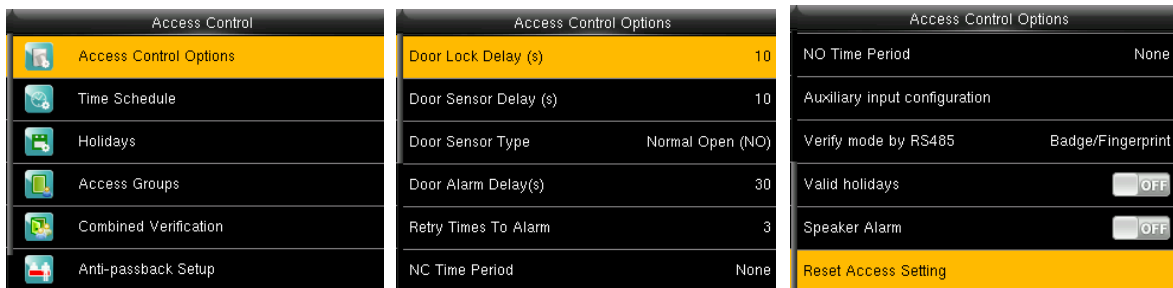 Access Control
Access Control Options
Time Schedule
Holidays
Access Groups
Combined Verification
Anti-passback Setup
Access Control Options
Door Lock Delay (s) 10
Door Sensor Delay (s) 10
Door Sensor Type Normal Open (NO)
Door Alarm Delay(s) 30
Retry Times To Alarm 3
NC Time Period None
Access Control Options
NO Time Period None
Auxiliary input configuration
Verify mode by RS485 Badge/Fingerprint
Valid holidays OFF
Speaker Alarm OFF
Reset Access Setting